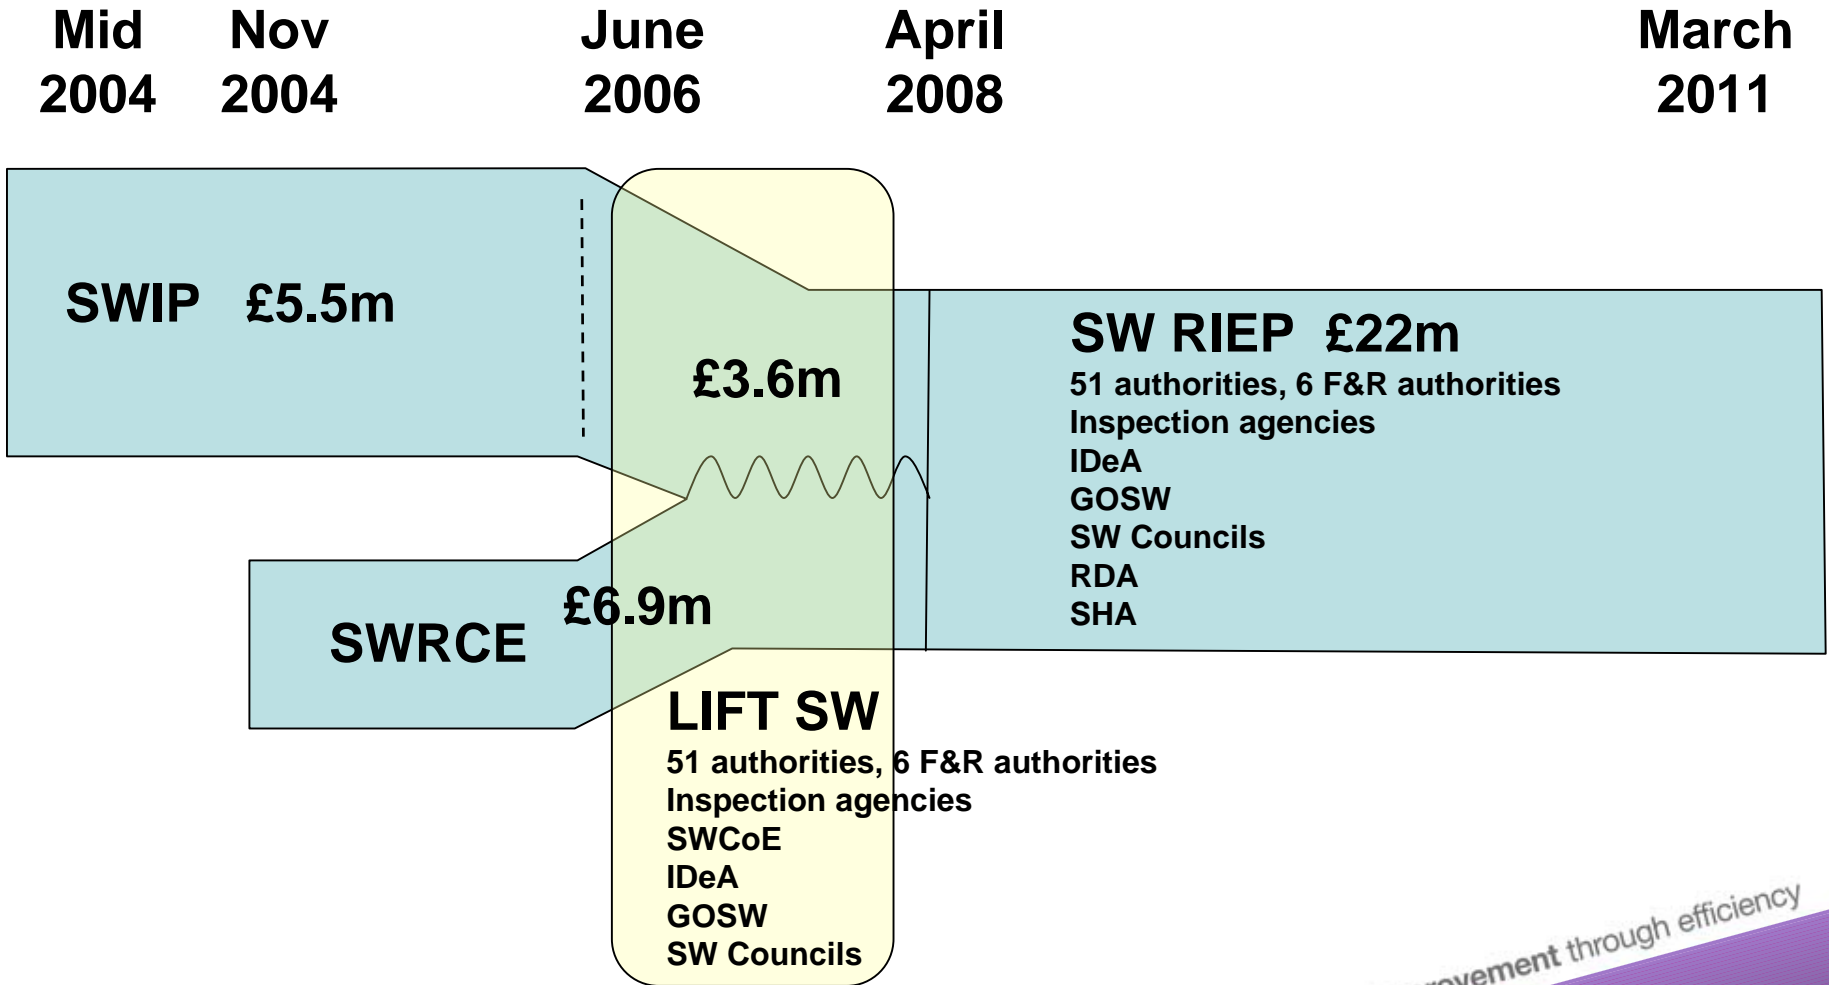 Mid 2004
Nov 2004
June 2006
April 2008
March 2011
SWIP £5.5m
£3.6m
SWRCE
£6.9m
LIFT SW
51 authorities, 6 F&R authorities
Inspection agencies
SWCoE
IDeA
GOSW
SW Councils
SW RIEP £22m
51 authorities, 6 F&R authorities
Inspection agencies
IDeA
GOSW
SW Councils
RDA
SHA
through efficiency